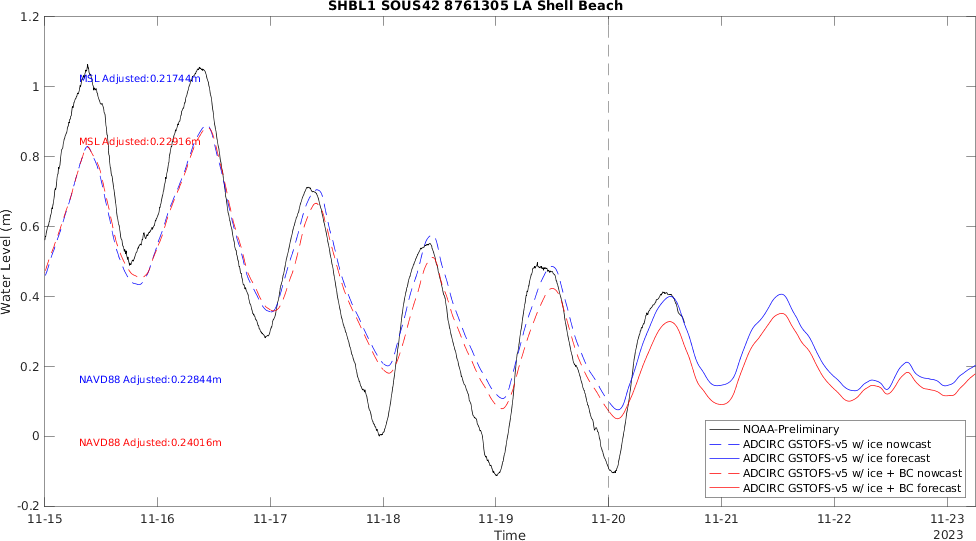 SHBL1 SOUS42 8761305 LA Shell Beach
1.2
1
0.8
0.6
0.4
0.2
0
-0.2
Water Level (m)
MSL Adjusted:0.21744m
MSL Adjusted:0.22916m
NAVD88 Adjusted:0.22844m
NAVD88 Adjusted:0.24016m
NOAA-Preliminary
ADCIRC GSTOFS-v5 w/ ice nowcast
ADCIRC GSTOFS-v5 w/ ice forecast
ADCIRC GSTOFS-v5 w/ ice + BC nowcast
ADCIRC GSTOFS-v5 w/ ice + BC forecast
11-15 11-16 11-17 11-18 11-19 11-20 11-21 11-22 11-23
2023
Time